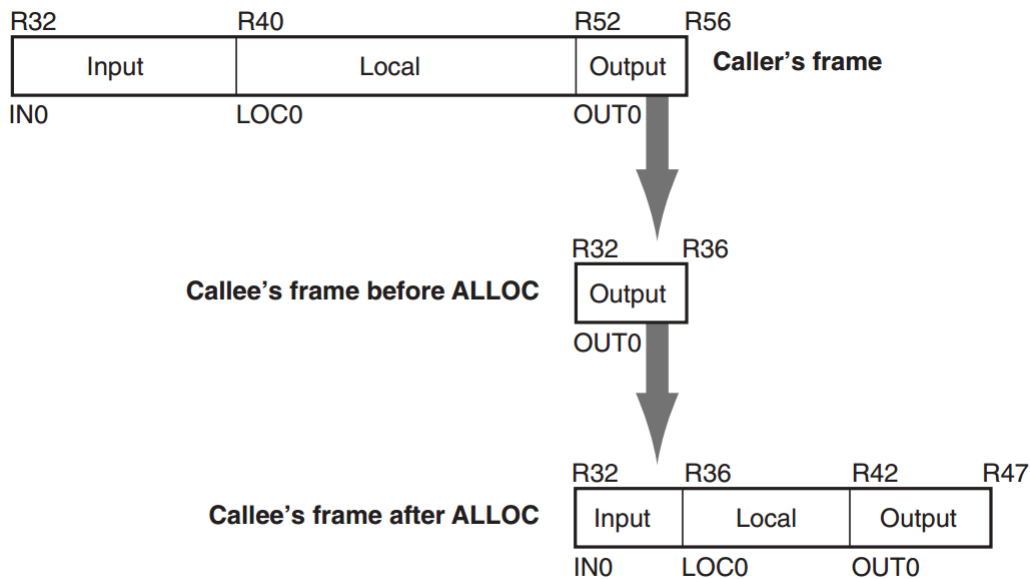 R32 R40 R52 R56
Input Local Output Caller's frame
IN0 LOC0 OUT0
R32 R36
Callee's frame before ALLOC Output
OUT0
R32 R36 R42 R47
Callee's frame after ALLOC Input Local Output
IN0 LOC0 OUT0